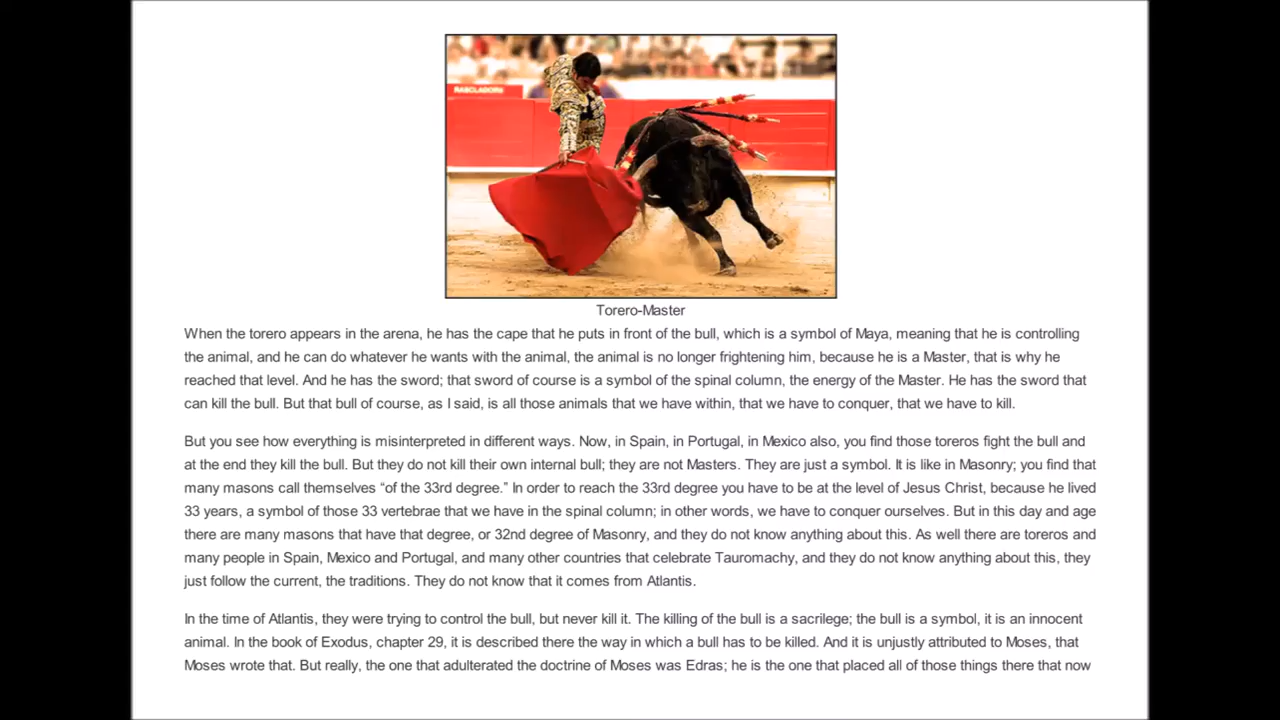 RASCLADORS
Torero-Master
When the torero appears in the arena, he has the cape that he puts in front of the bull, which is a symbol of Maya, meaning that he is controlling
the animal, and he can do whatever he wants with the animal, the animal is no longer frightening him, because he is a Master, that is why he
reached that level. And he has the sword; that sword of course is a symbol of the spinal column, the energy of the Master. He has the sword that
can kill the bull. But that bull of course, as I said, is all those animals that we have within, that we have to conquer, that we have to kill.
But you see how everything is misinterpreted in different ways. Now, in Spain, in Portugal, in Mexico also, you find those toreros fight the bull and
at the end they kill the bull. But they do not kill their own internal bull; they are not Masters. They are just a symbol. It is like in Masonry; you find that
many masons call themselves “of the 33rd degree.” In order to reach the 33rd degree you have to be at the level of Jesus Christ, because he lived
33 years, a symbol of those 33 vertebrae that we have in the spinal column; in other words, we have to conquer ourselves. But in this day and age
there are many masons that have that degree, or 32nd degree of Masonry, and they do not know anything about this. As well there are toreros and
many people in Spain, Mexico and Portugal, and many other countries that celebrate Tauromachy, and they do not know anything about this, they
just follow the current, the traditions. They do not know that it comes from Atlantis.
In the time of Atlantis, they were trying to control the bull, but never kill it. The killing of the bull is a sacrilege; the bull is a symbol, it is an innocent
animal. In the book of Exodus, chapter 29, it is described there the way in which a bull has to be killed. And it is unjustly attributed to Moses, that
Moses wrote that. But really, the one that adulterated the doctrine of Moses was Edras; he is the one that placed all of those things there that now